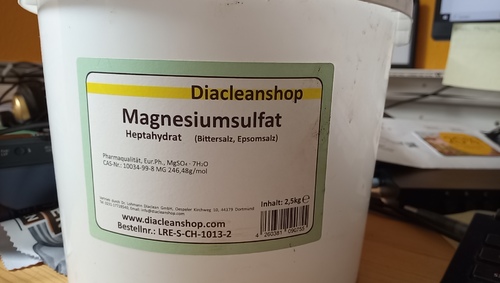 Diacleanshop
Magnesiumsulfat
Heptahydrat (Bittersalz, Epsomsalz)
Pharmaqualität, Eur.Ph., MgSO₄ · 7H₂O
CAS-Nr.: 10034-99-8 MG 246,48g/mol
Inhalt: 2,5kg ℮
www.diacleanshop.com
Bestellnr.: LRE-S-CH-1013-2